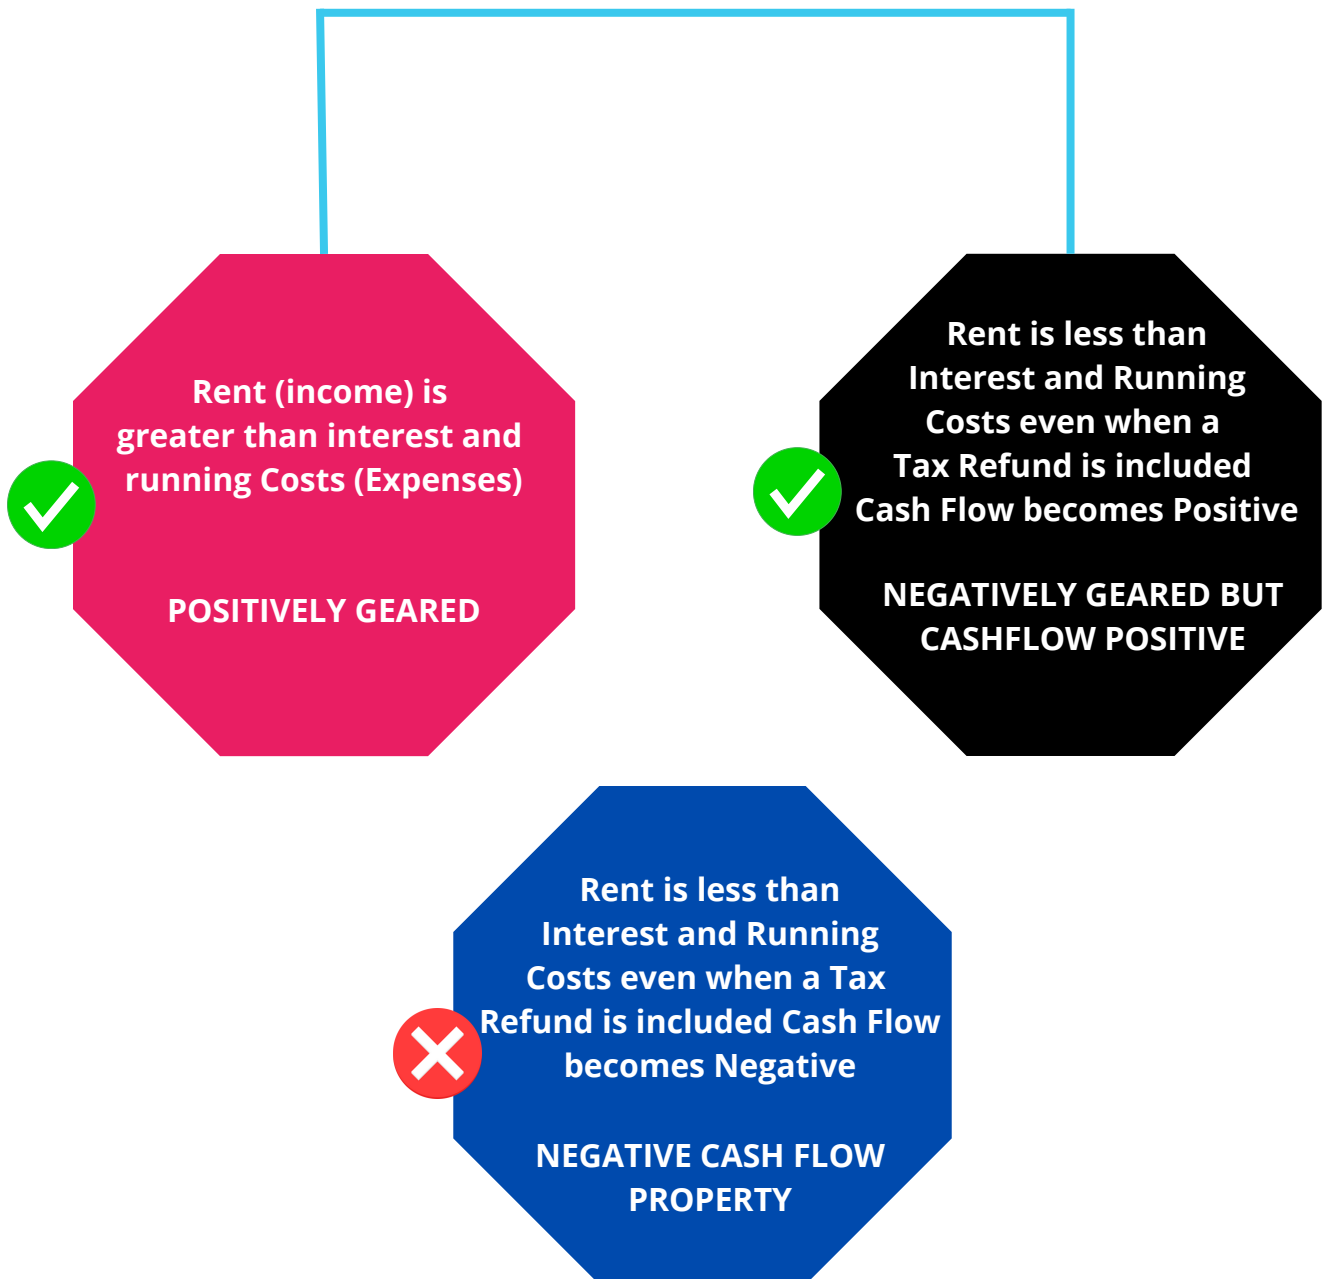 Rent (income) is
greater than interest and
running Costs (Expenses)
POSITIVELY GEARED
Rent is less than
Interest and Running
Costs even when a
Tax Refund is included
Cash Flow becomes Positive
NEGATIVELY GEARED BUT
CASHFLOW POSITIVE
Rent is less than
Interest and Running
Costs even when a Tax
Refund is included Cash Flow
becomes Negative
NEGATIVE CASH FLOW
PROPERTY